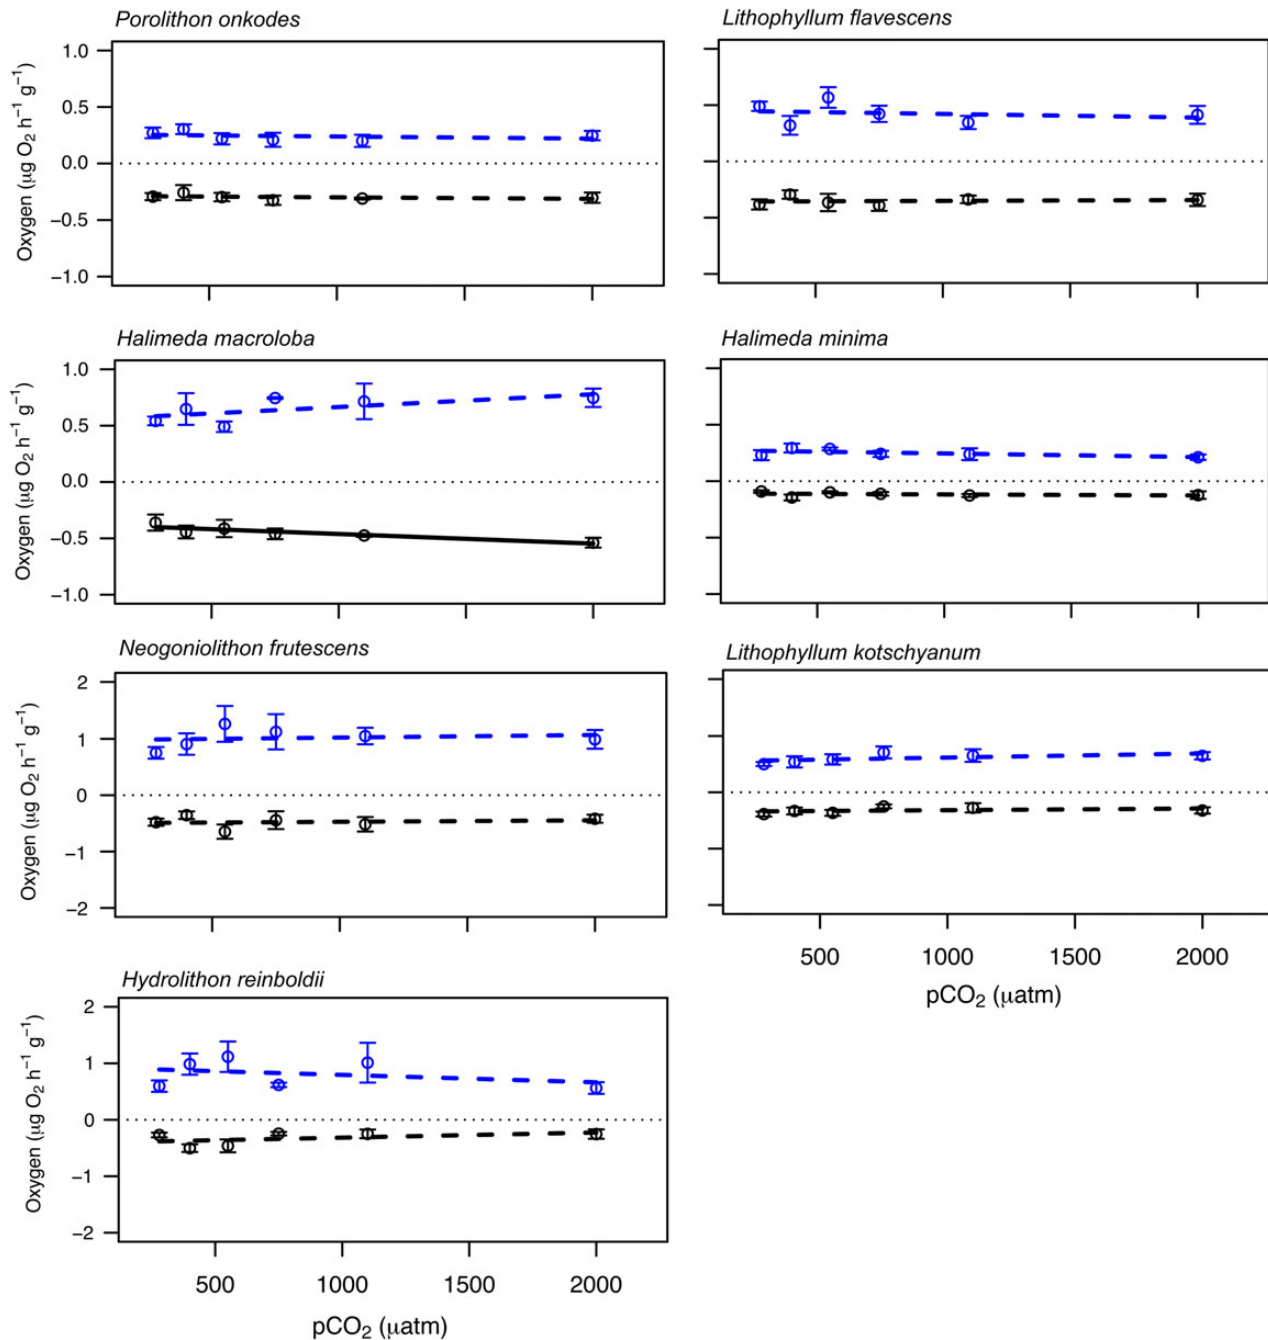 Porolithon onkodes
Lithophyllum flavescens
Oxygen (μg O₂ h⁻¹ g⁻¹)
1.0
0.5
0.0
−0.5
−1.0
Halimeda macroloba
Halimeda minima
Oxygen (μg O₂ h⁻¹ g⁻¹)
1.0
0.5
0.0
−0.5
−1.0
Neogoniolithon frutescens
Lithophyllum kotschyanum
Oxygen (μg O₂ h⁻¹ g⁻¹)
2
1
0
−1
−2
500 1000 1500 2000
pCO₂ (μatm)
Hydrolithon reinboldii
Oxygen (μg O₂ h⁻¹ g⁻¹)
2
1
0
−1
−2
500 1000 1500 2000
pCO₂ (μatm)